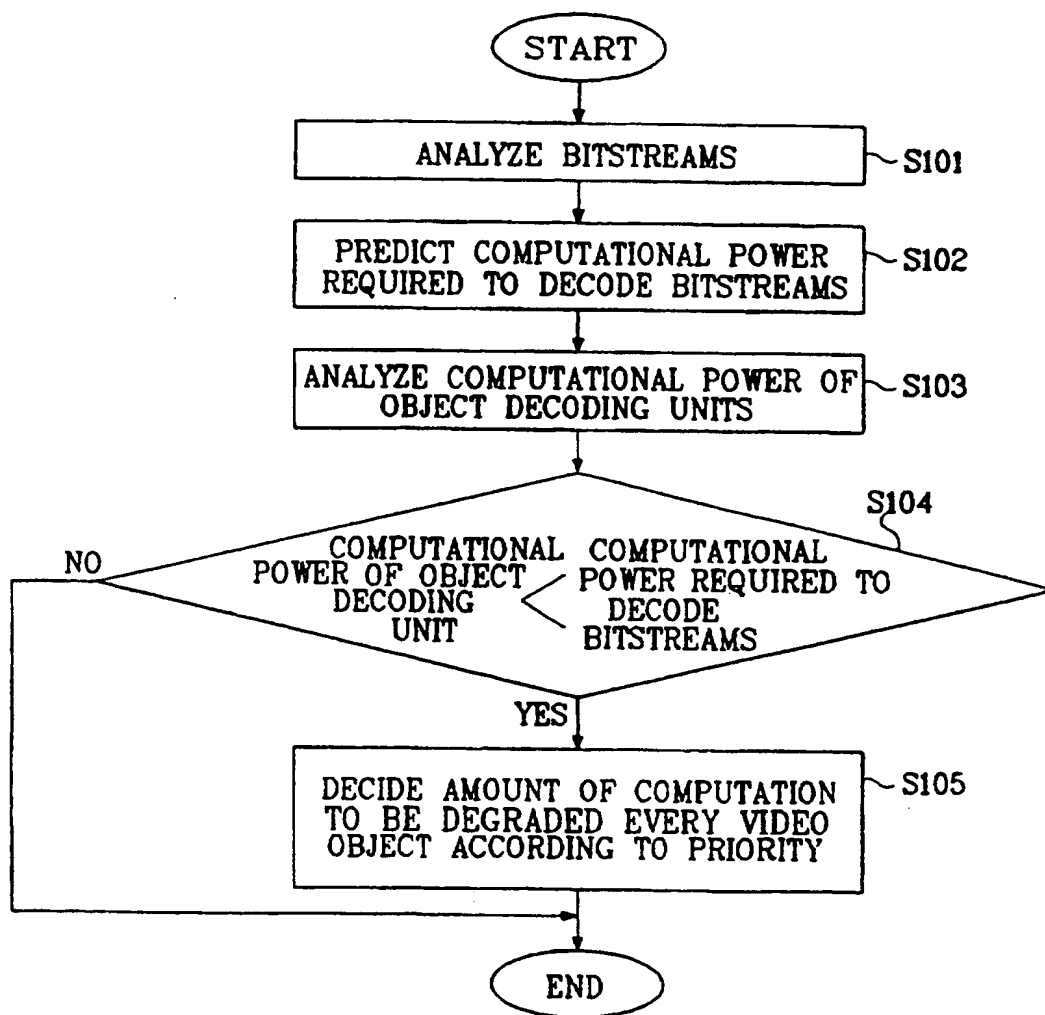 START
ANALYZE BITSTREAMS
S101
PREDICT COMPUTATIONAL POWER
REQUIRED TO DECODE BITSTREAMS
S102
ANALYZE COMPUTATIONAL POWER OF
OBJECT DECODING UNITS
S103
S104
NO
COMPUTATIONAL
POWER OF OBJECT
DECODING
UNIT
<
COMPUTATIONAL
POWER REQUIRED TO
DECODE
BITSTREAMS
YES
DECIDE AMOUNT OF COMPUTATION
TO BE DEGRADED EVERY VIDEO
OBJECT ACCORDING TO PRIORITY
S105
END